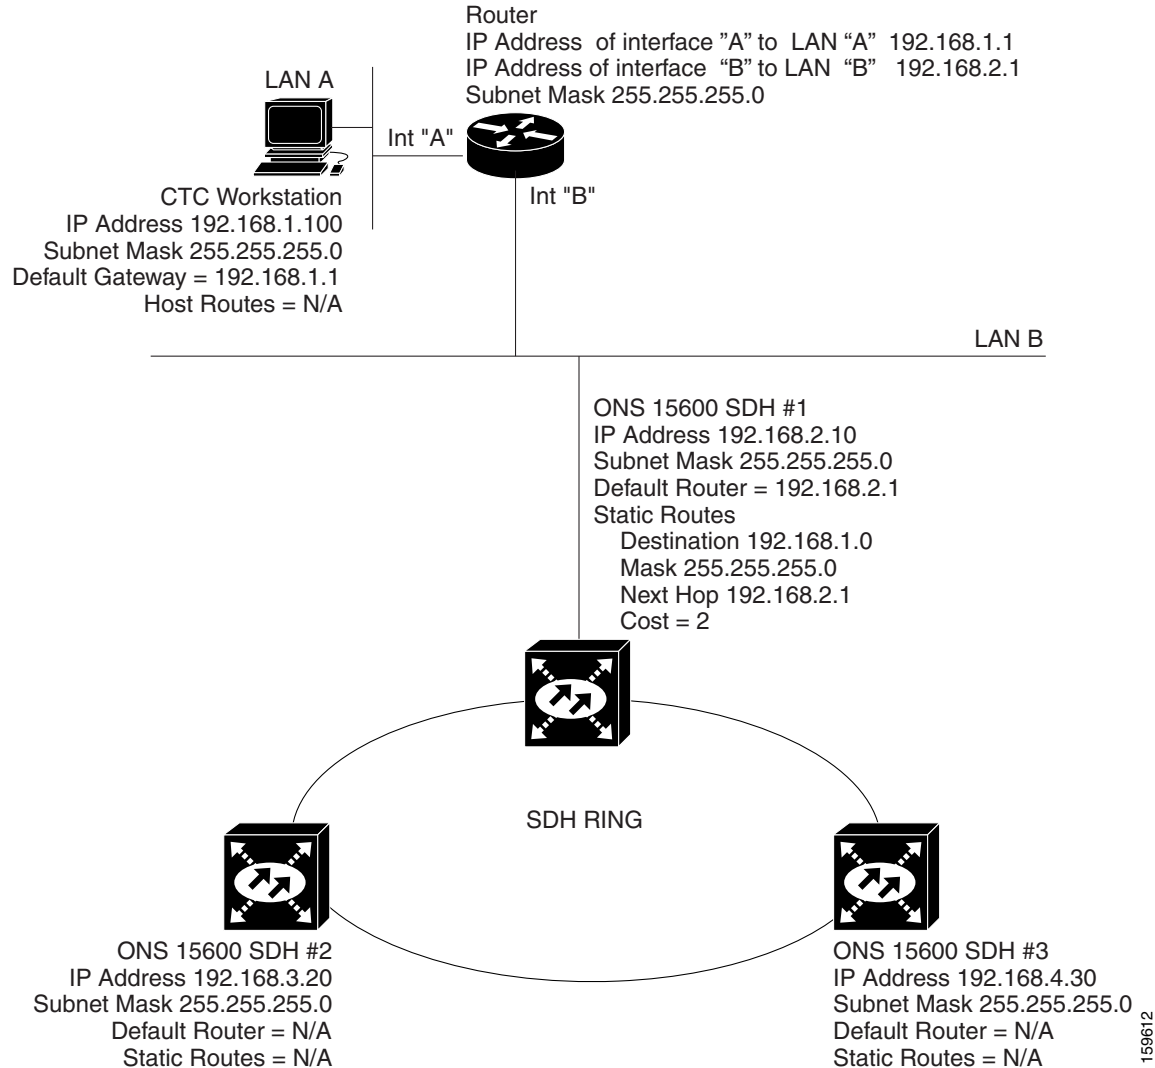 Router
IP Address of interface ”A” to LAN “A” 192.168.1.1
IP Address of interface “B” to LAN “B” 192.168.2.1
Subnet Mask 255.255.255.0
LAN A
Int "A"
Int "B"
CTC Workstation
IP Address 192.168.1.100
Subnet Mask 255.255.255.0
Default Gateway = 192.168.1.1
Host Routes = N/A
LAN B
ONS 15600 SDH #1
IP Address 192.168.2.10
Subnet Mask 255.255.255.0
Default Router = 192.168.2.1
Static Routes
Destination 192.168.1.0
Mask 255.255.255.0
Next Hop 192.168.2.1
Cost = 2
SDH RING
ONS 15600 SDH #2
IP Address 192.168.3.20
Subnet Mask 255.255.255.0
Default Router = N/A
Static Routes = N/A
ONS 15600 SDH #3
IP Address 192.168.4.30
Subnet Mask 255.255.255.0
Default Router = N/A
Static Routes = N/A
159612